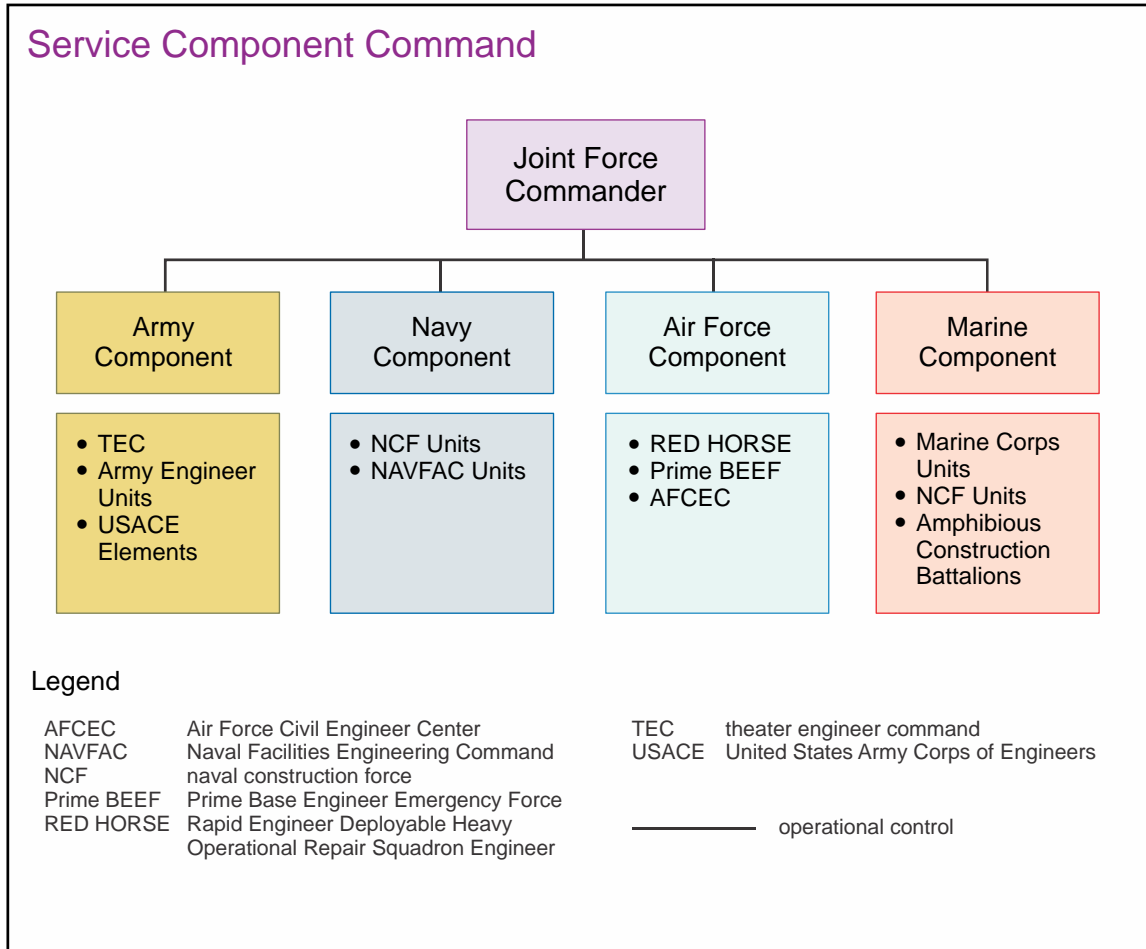 Service Component Command
Joint Force
Commander
Army
Component
Navy
Component
Air Force
Component
Marine
Component
• TEC
• Army Engineer
Units
• USACE
Elements
• NCF Units
• NAVFAC Units
• RED HORSE
• Prime BEEF
• AFCEC
• Marine Corps
Units
• NCF Units
• Amphibious
Construction
Battalions
Legend
AFCEC Air Force Civil Engineer Center
NAVFAC Naval Facilities Engineering Command
NCF naval construction force
Prime BEEF Prime Base Engineer Emergency Force
RED HORSE Rapid Engineer Deployable Heavy
Operational Repair Squadron Engineer
TEC theater engineer command
USACE United States Army Corps of Engineers
operational control